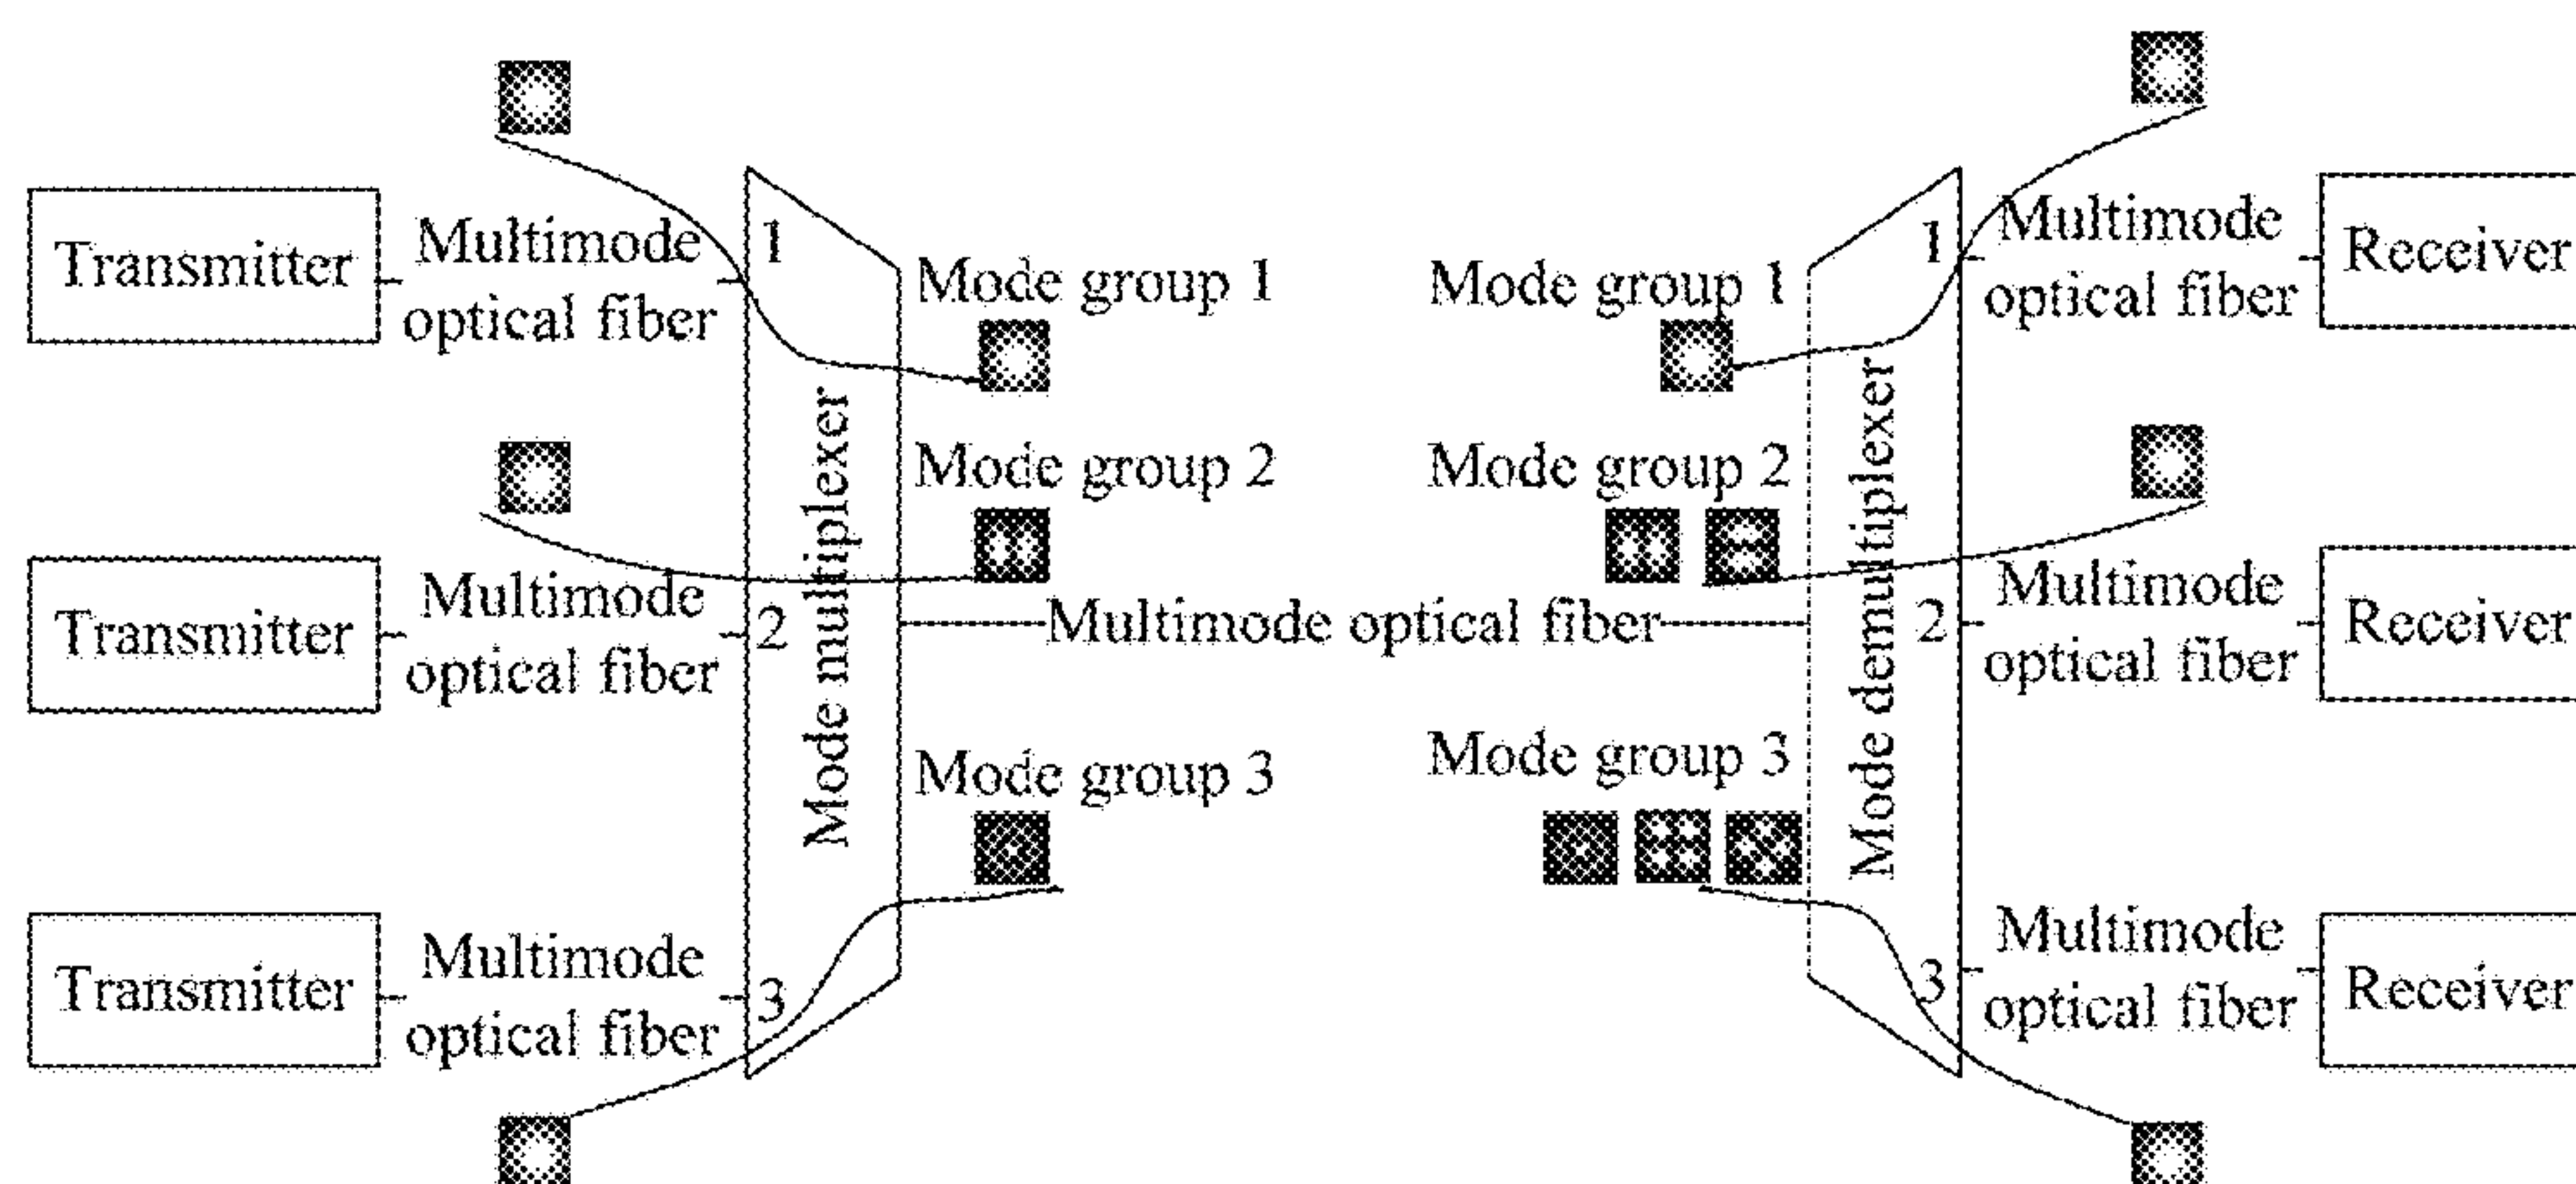 Transmitter
Multimode
optical fiber
1
Mode group 1
Mode group 1
1
Multimode
optical fiber
Receiver
Mode multiplexer
Mode group 2
Mode group 2
Mode demultiplexer
Transmitter
Multimode
optical fiber
2
Multimode optical fiber
2
Multimode
optical fiber
Receiver
Mode group 3
Mode group 3
Transmitter
Multimode
optical fiber
3
3
Multimode
optical fiber
Receiver